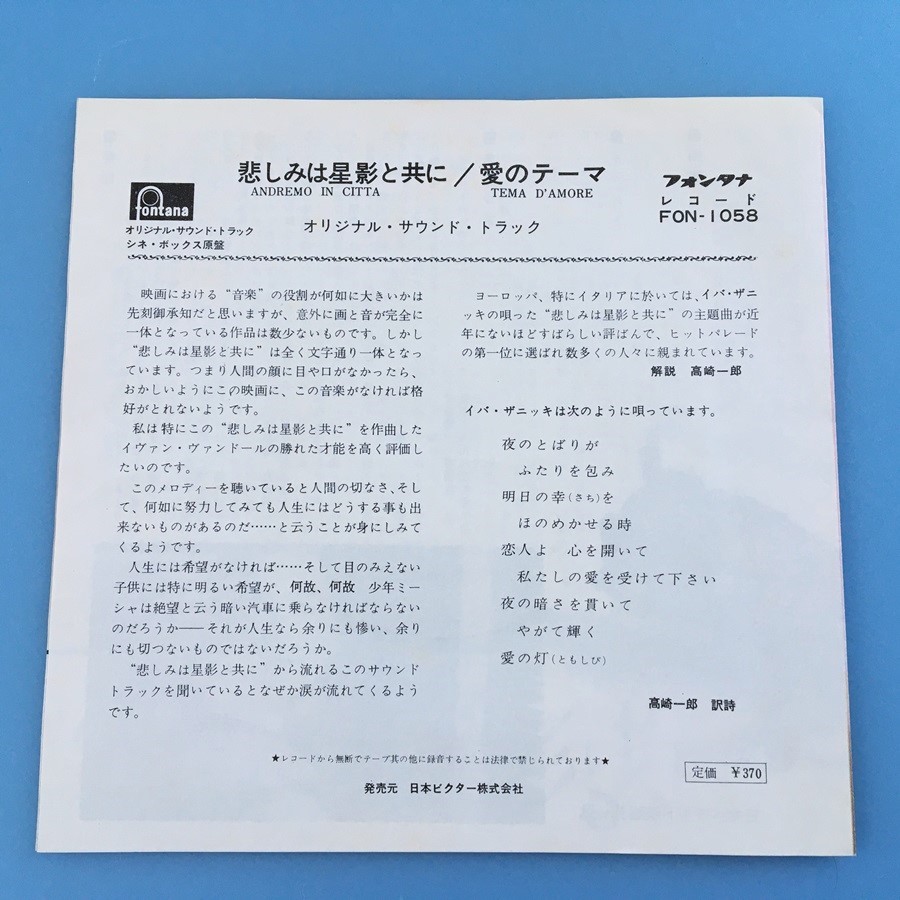 悲しみは星影と共に／愛のテーマ
ANDREMO IN CITTA TEMA D'AMORE
オリジナル・サウンド・トラック
fontana
オリジナル・サウンド・トラック
シネ・ボックス原盤
フォンタナ
レコード
FON-1058
映画における“音楽”の役割が何如に大きいかは
先刻御承知だと思いますが、意外に画と音が完全に
一体となっている作品は数少ないものです。しかし
“悲しみは星影と共に”は全く文字通り一体となっ
ています。つまり人間の顔に目や口がなかったら、
おかしいようにこの映画に、この音楽がなければ格
好がとれないようです。
私は特にこの“悲しみは星影と共に”を作曲した
イヴァン・ヴァンドールの勝れた才能を高く評価し
たいのです。
このメロディーを聴いていると人間の切なさ、そし
て、何如に努力してみても人生にはどうする事も出
来ないものがあるのだ……と云うことが身にしみて
くるようです。
人生には希望がなければ……そして目のみえない
子供には特に明るい希望が、何故、何故 少年ミー
シャは絶望と云う暗い汽車に乗らなければならない
のだろうか――それが人生なら余りにも惨い、余り
にも切つないものではないだろうか。
“悲しみは星影と共に”から流れるこのサウンド
トラックを聞いているとなぜか涙が流れてくるよう
です。
ヨーロッパ、特にイタリアに於いては、イバ・ザニ
ッキの唄った“悲しみは星影と共に”の主題曲が近
年にないほどすばらしい評ばんで、ヒットパレード
の第一位に選ばれ数多くの人々に親まれています。
解説 高崎一郎
イバ・ザニッキは次のように唄っています。
夜のとばりが
ふたりを包み
明日の幸（さち）を
ほのめかせる時
恋人よ 心を開いて
私たしの愛を受けて下さい
夜の暗さを貫いて
やがて輝く
愛の灯（ともしび）
高崎一郎 訳詩
★レコードから無断でテープ其の他に録音することは法律で禁じられております★
定価 ￥370
発売元 日本ビクター株式会社